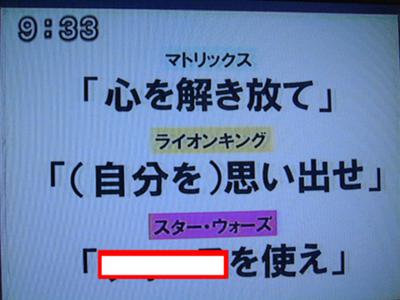 9:33
マトリックス
「心を解き放て」
ライオンキング
「(自分を)思い出せ」
スター・ウォーズ
「 を使え」